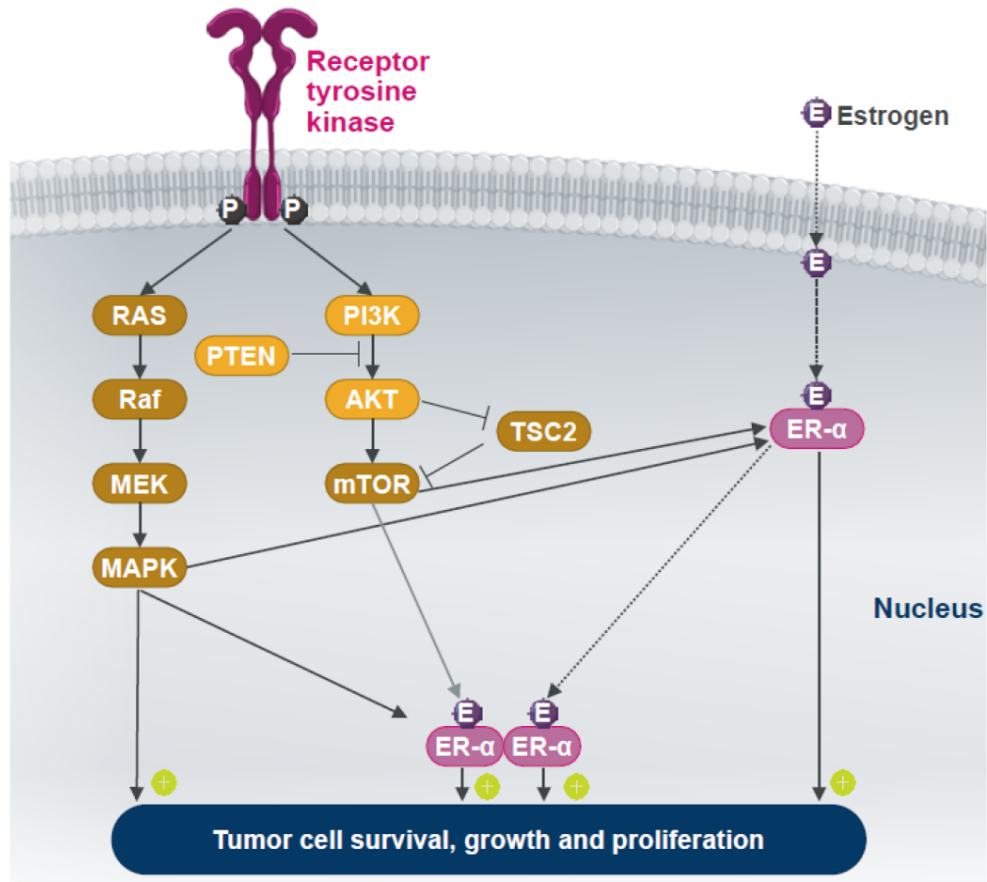 Receptor
tyrosine
kinase
E Estrogen
P P
E
RAS PI3K
PTEN
E
Raf AKT
TSC2 ER-α
MEK mTOR
MAPK
Nucleus
E E
ER-α ER-α
+ + + +
Tumor cell survival, growth and proliferation